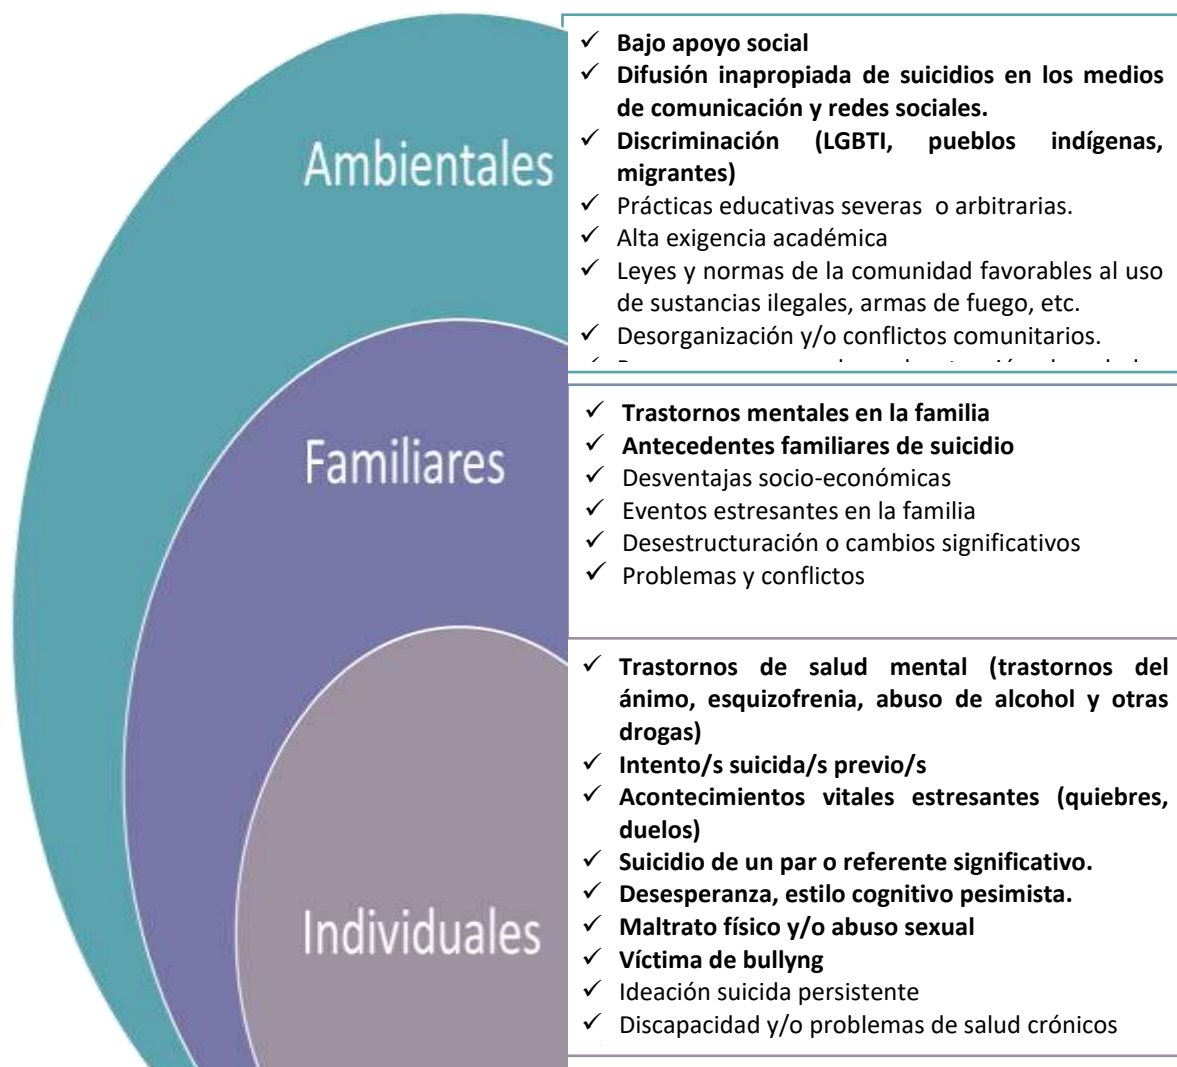 Ambientales
✓ Bajo apoyo social
✓ Difusión inapropiada de suicidios en los medios
de comunicación y redes sociales.
✓ Discriminación (LGBTI, pueblos indígenas,
migrantes)
✓ Prácticas educativas severas o arbitrarias.
✓ Alta exigencia académica
✓ Leyes y normas de la comunidad favorables al uso
de sustancias ilegales, armas de fuego, etc.
✓ Desorganización y/o conflictos comunitarios.
Familiares
✓ Trastornos mentales en la familia
✓ Antecedentes familiares de suicidio
✓ Desventajas socio-económicas
✓ Eventos estresantes en la familia
✓ Desestructuración o cambios significativos
✓ Problemas y conflictos
Individuales
✓ Trastornos de salud mental (trastornos del
ánimo, esquizofrenia, abuso de alcohol y otras
drogas)
✓ Intento/s suicida/s previo/s
✓ Acontecimientos vitales estresantes (quiebres,
duelos)
✓ Suicidio de un par o referente significativo.
✓ Desesperanza, estilo cognitivo pesimista.
✓ Maltrato físico y/o abuso sexual
✓ Víctima de bullyng
✓ Ideación suicida persistente
✓ Discapacidad y/o problemas de salud crónicos